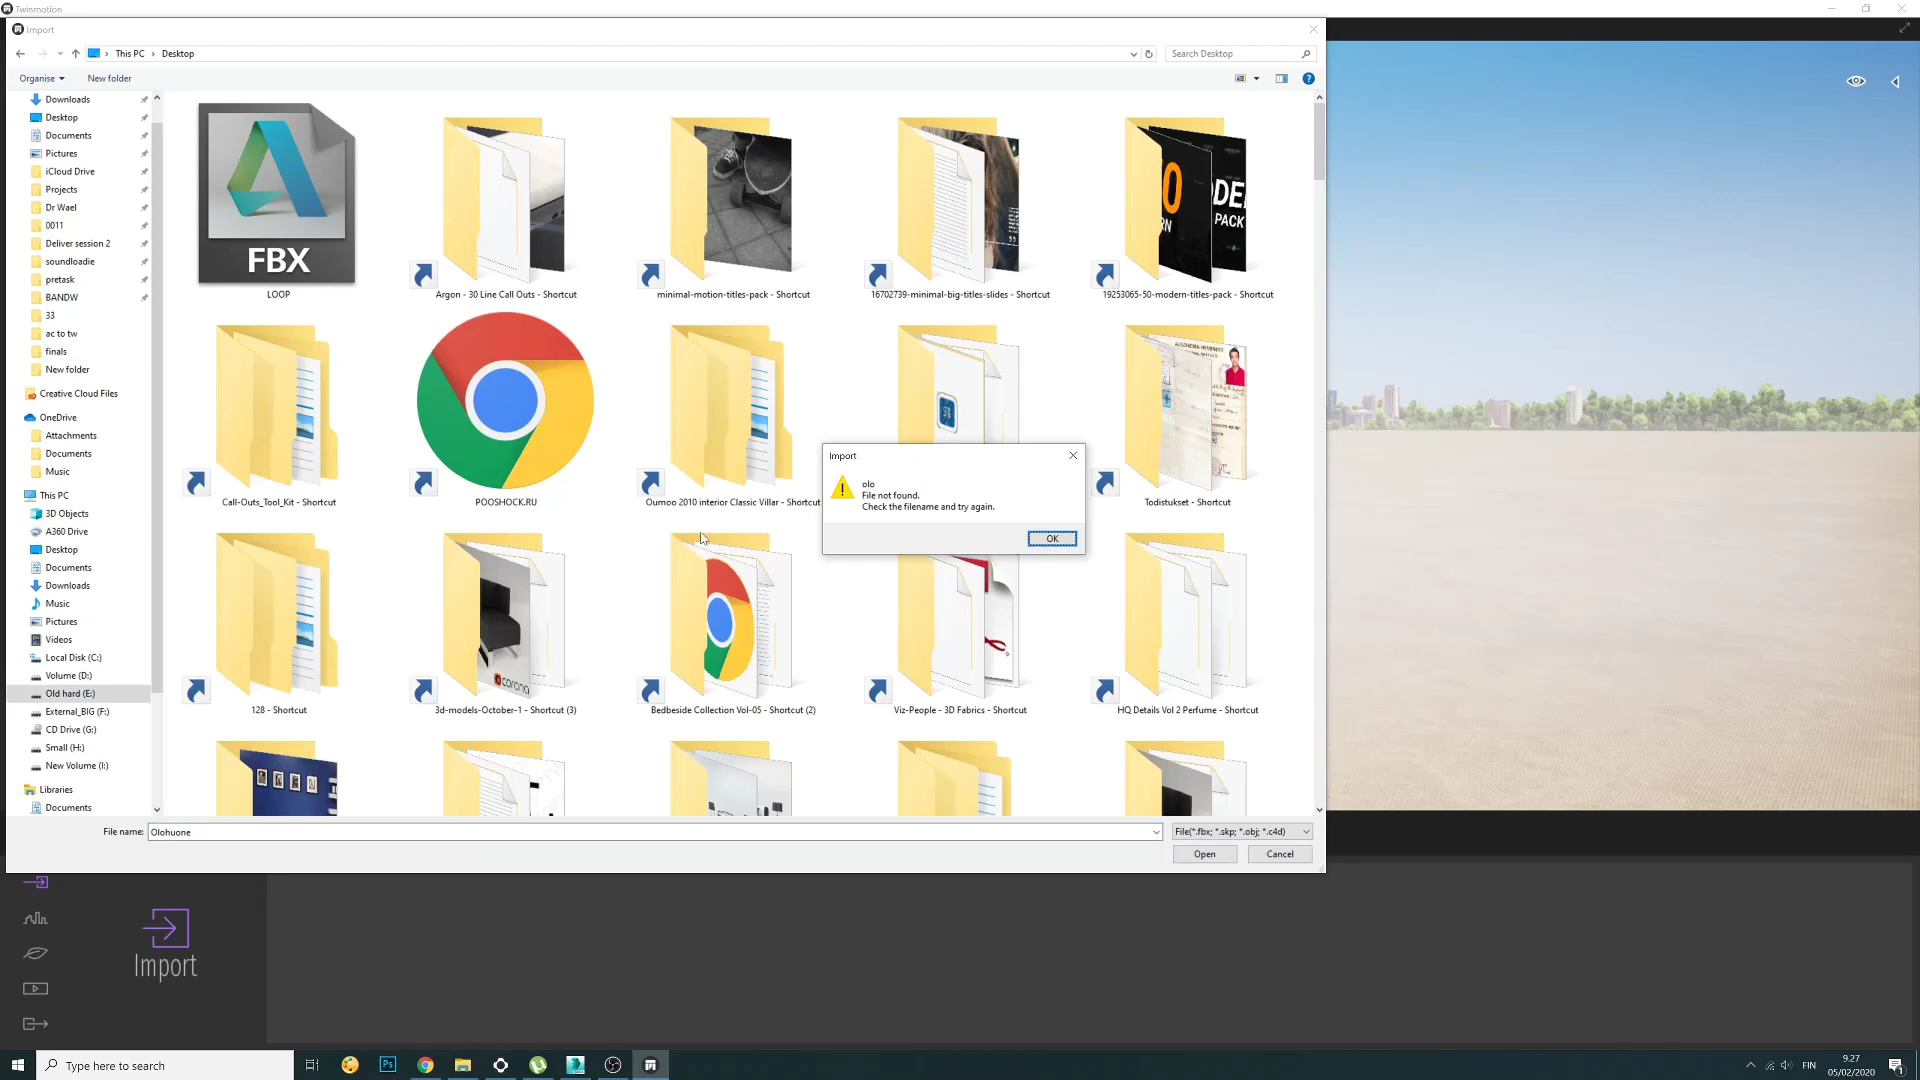 Twinmotion
Import
This PC
Desktop
Search Desktop
Organise
New folder
Downloads
Desktop
Documents
Pictures
iCloud Drive
Projects
Dr Wael
0011
Deliver session 2
soundloadie
pretask
BANDW
33
ac to tw
finals
New folder
Creative Cloud Files
OneDrive
Attachments
Documents
Music
This PC
3D Objects
A360 Drive
Desktop
Documents
Downloads
Music
Pictures
Videos
Local Disk (C:)
Volume (D:)
Old hard (E:)
External_BIG (F:)
CD Drive (G:)
Small (H:)
New Volume (I:)
Libraries
Documents
FBX
LOOP
Argon - 30 Line Call Outs - Shortcut
minimal-motion-titles-pack - Shortcut
16702739-minimal-big-titles-slides - Shortcut
PACK
19253065-50-modern-titles-pack - Shortcut
Call-Outs_Tool_Kit - Shortcut
POOSHOCK.RU
Oumoo 2010 interior Classic Villar - Shortcut
Todistukset - Shortcut
Import
olo
File not found.
Check the filename and try again.
OK
128 - Shortcut
corona
3d-models-October-1 - Shortcut (3)
Bedbeside Collection Vol-05 - Shortcut (2)
Viz-People - 3D Fabrics - Shortcut
HQ Details Vol 2 Perfume - Shortcut
File name:
Olohuone
File(*.fbx; *.skp; *.obj; *.c4d)
Open
Cancel
Import
Type here to search
Ps
FIN
9.27
05/02/2020